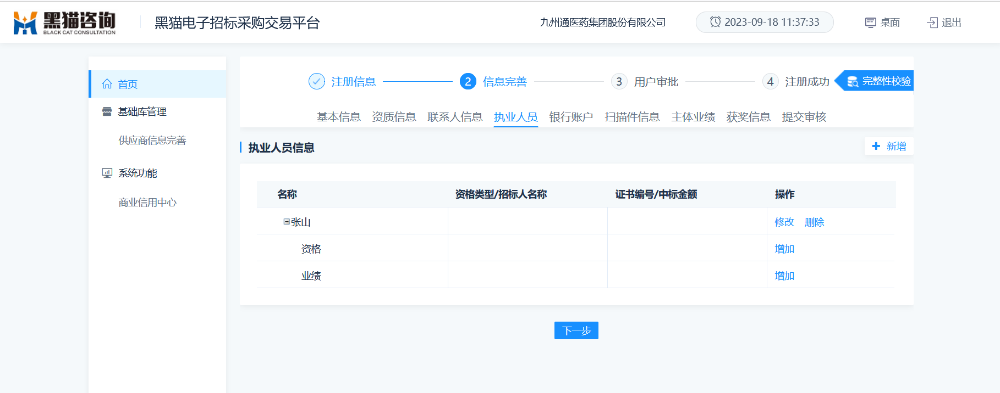 黑猫咨询
BLACK CAT CONSULTATION
黑猫电子招标采购交易平台
九州通医药集团股份有限公司
2023-09-18 11:37:33
桌面
退出
首页
基础库管理
供应商信息完善
系统功能
商业信用中心
注册信息
2 信息完善
3 用户审批
4 注册成功
完整性校验
基本信息 资质信息 联系人信息 执业人员 银行账户 扫描件信息 主体业绩 获奖信息 提交审核
执业人员信息
新增
名称 资格类型/招标人名称 证书编号/中标金额 操作
张山 修改 删除
资格 增加
业绩 增加
下一步